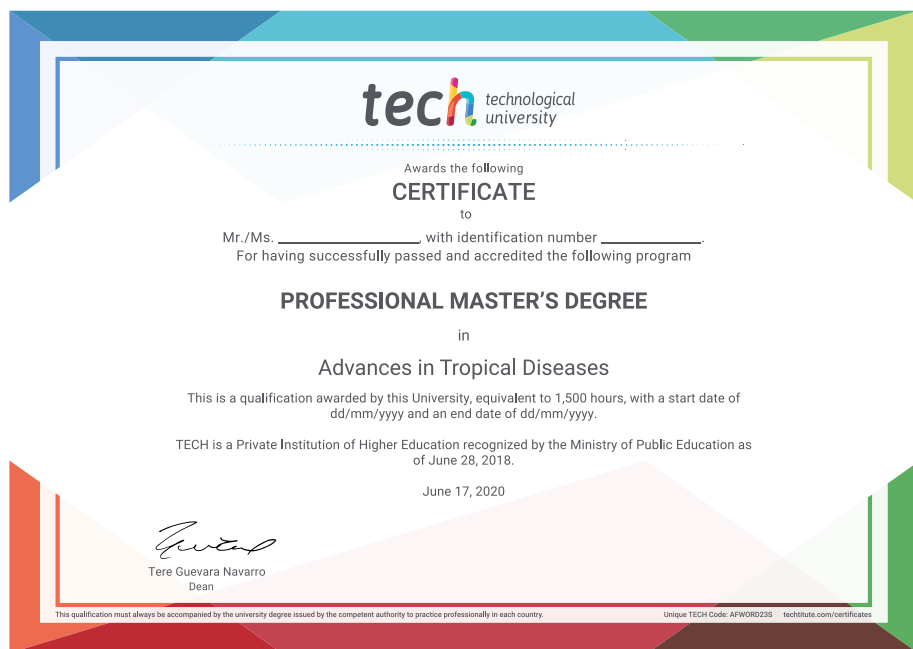 tech technological
university
Awards the following
CERTIFICATE
to
Mr./Ms. ________________, with identification number ____________.
For having successfully passed and accredited the following program
PROFESSIONAL MASTER'S DEGREE
in
Advances in Tropical Diseases
This is a qualification awarded by this University, equivalent to 1,500 hours, with a start date of
dd/mm/yyyy and an end date of dd/mm/yyyy.
TECH is a Private Institution of Higher Education recognized by the Ministry of Public Education as
of June 28, 2018.
June 17, 2020
Tere Guevara Navarro
Dean
This qualification must always be accompanied by the university degree issued by the competent authority to practice professionally in each country. Unique TECH Code: AFWORD23S techtitute.com/certificates